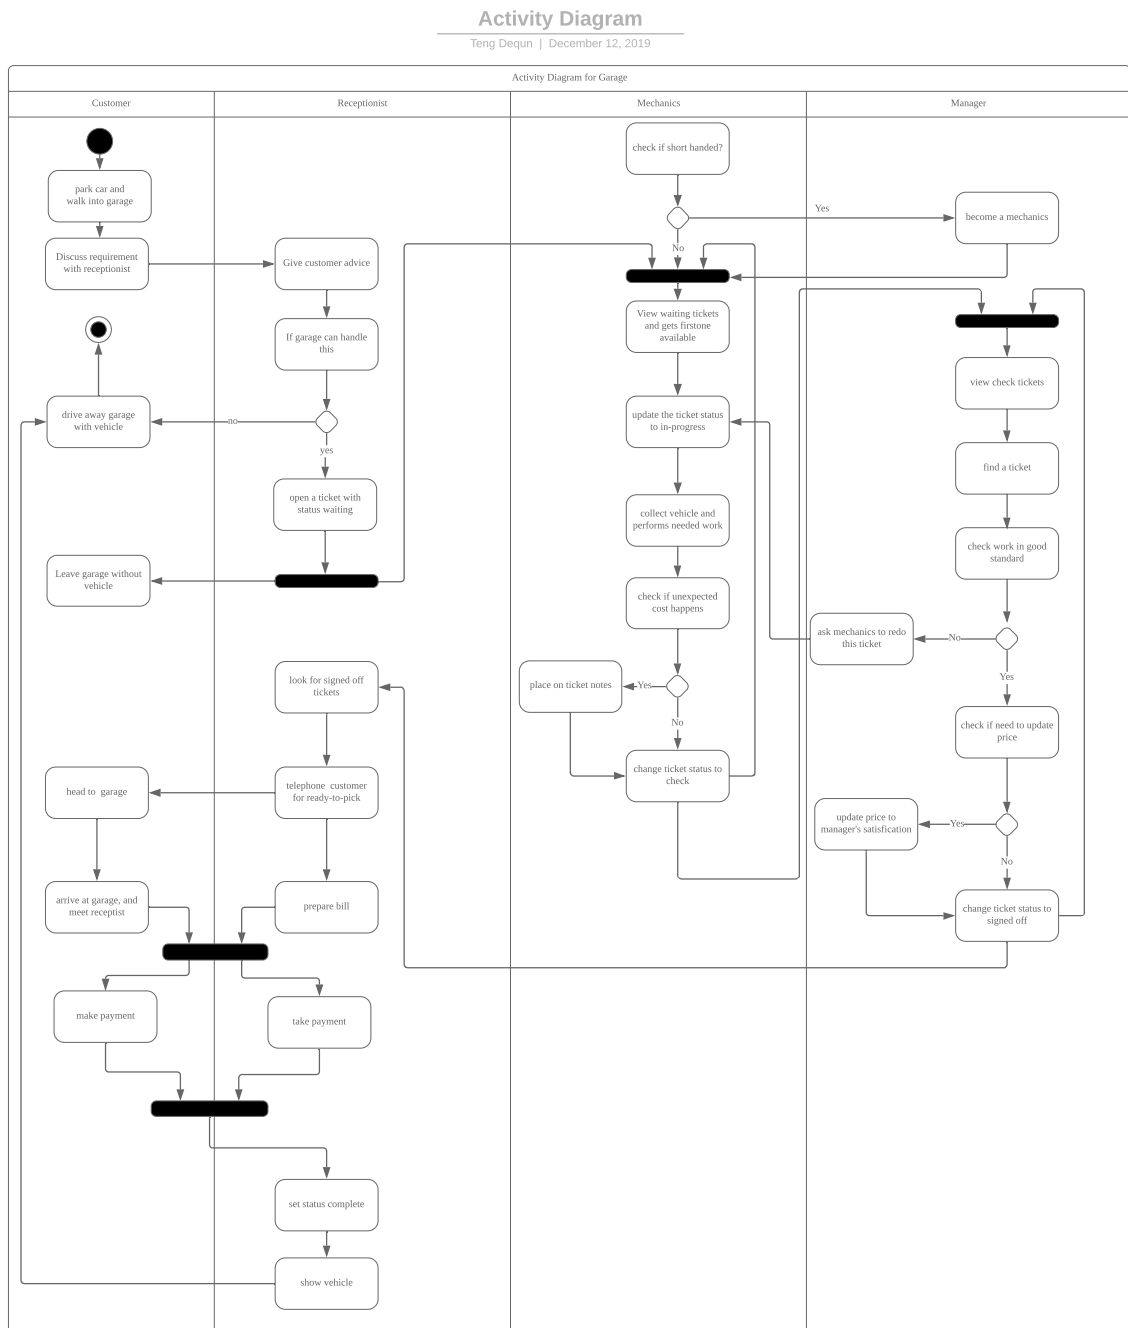 Activity Diagram
Teng Dequn | December 12, 2019
Activity Diagram for Garage
Customer
Receptionist
Mechanics
Manager
park car and
walk into garage
Discuss requirement
with receptionist
drive away garage
with vehicle
Leave garage without
vehicle
head to garage
arrive at garage, and
meet receptist
make payment
Give customer advice
If garage can handle
this
no
yes
open a ticket with
status waiting
look for signed off
tickets
telephone customer
for ready-to-pick
prepare bill
take payment
set status complete
show vehicle
check if short handed?
Yes
No
View waiting tickets
and gets firstone
available
update the ticket status
to in-progress
collect vehicle and
performs needed work
check if unexpected
cost happens
place on ticket notes
Yes
No
change ticket status to
check
become a mechanics
view check tickets
find a ticket
check work in good
standard
ask mechanics to redo
this ticket
No
Yes
check if need to update
price
update price to
manager's satisfication
Yes
No
change ticket status to
signed off